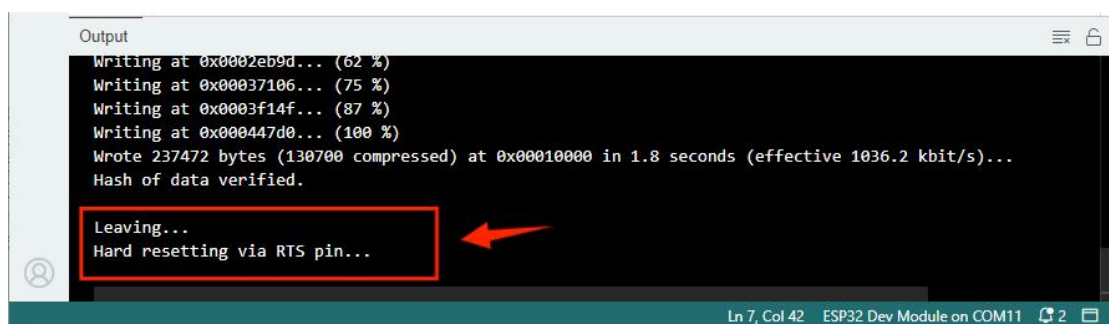 Output
Writing at 0x0002eb9d... (62 %)
Writing at 0x00037106... (75 %)
Writing at 0x0003f14f... (87 %)
Writing at 0x000447d0... (100 %)
Wrote 237472 bytes (130700 compressed) at 0x00010000 in 1.8 seconds (effective 1036.2 kbit/s)...
Hash of data verified.
Leaving...
Hard resetting via RTS pin...
Ln 7, Col 42 ESP32 Dev Module on COM11 2